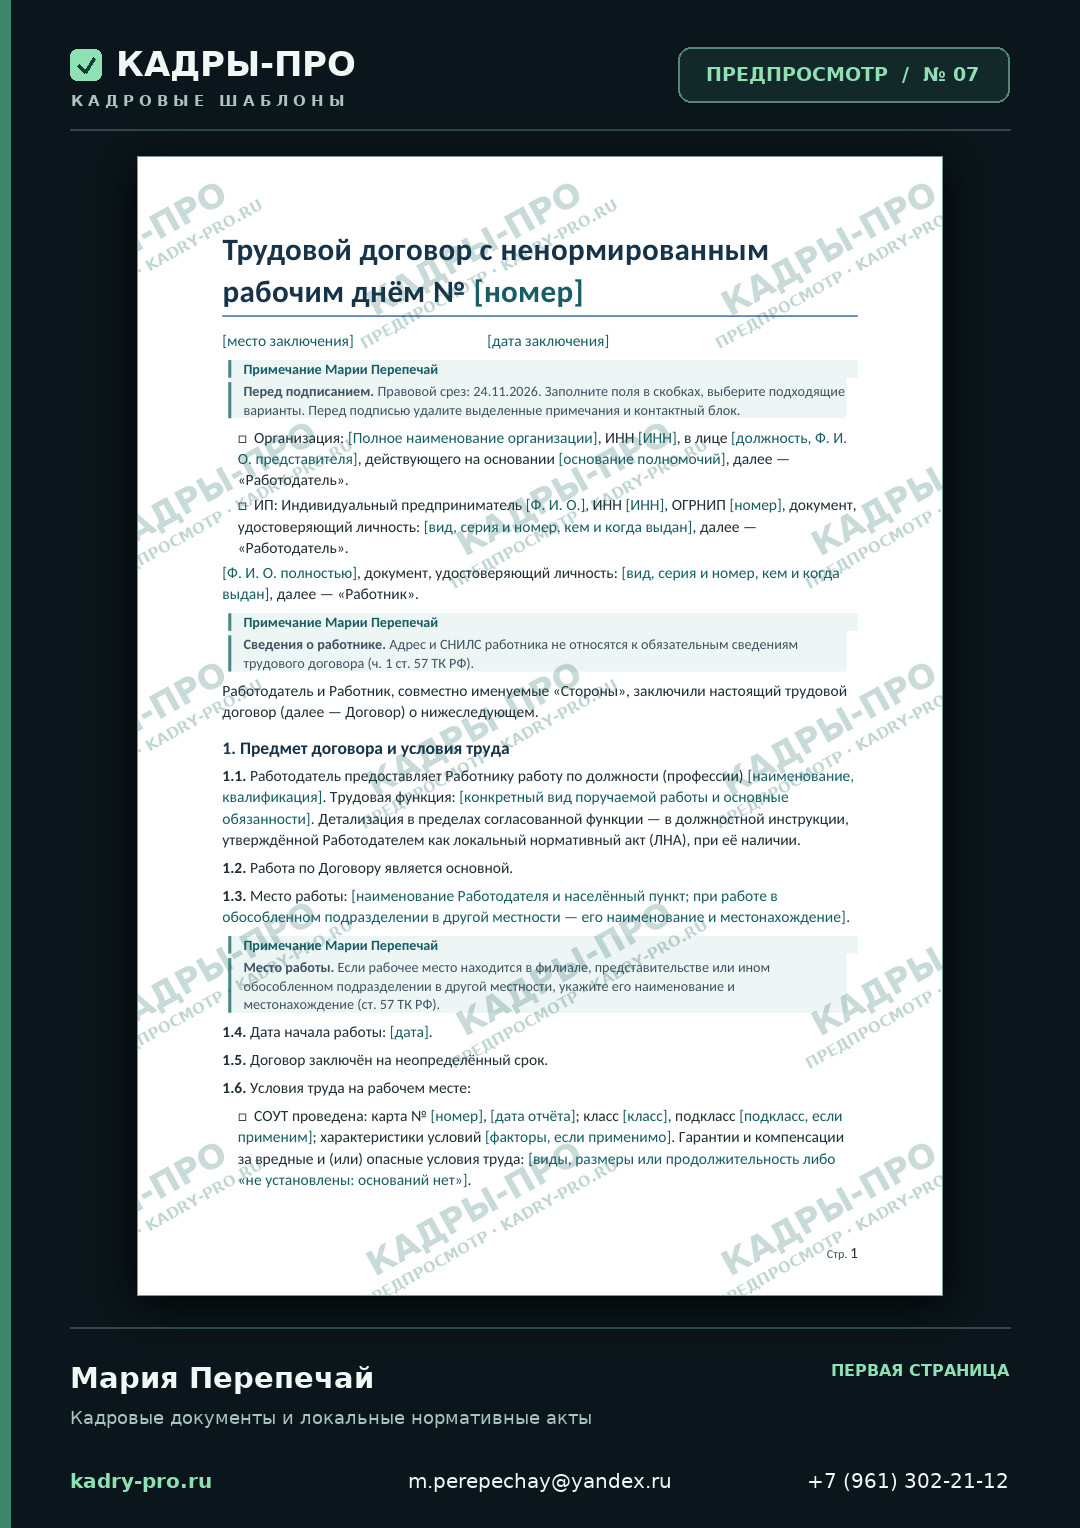 КАДРЫ-ПРО
КАДРОВЫЕ ШАБЛОНЫ
ПРЕДПРОСМОТР / № 07
Трудовой договор с ненормированным
рабочим днём № [номер]
[место заключения] [дата заключения]
Примечание Марии Перепечай
Перед подписанием. Правовой срез: 24.11.2026. Заполните поля в скобках, выберите подходящие
варианты. Перед подписью удалите выделенные примечания и контактный блок.
□ Организация: [Полное наименование организации], ИНН [ИНН], в лице [должность, Ф. И.
О. представителя], действующего на основании [основание полномочий], далее —
«Работодатель».
□ ИП: Индивидуальный предприниматель [Ф. И. О.], ИНН [ИНН], ОГРНИП [номер], документ,
удостоверяющий личность: [вид, серия и номер, кем и когда выдан], далее —
«Работодатель».
[Ф. И. О. полностью], документ, удостоверяющий личность: [вид, серия и номер, кем и когда
выдан], далее — «Работник».
Примечание Марии Перепечай
Сведения о работнике. Адрес и СНИЛС работника не относятся к обязательным сведениям
трудового договора (ч. 1 ст. 57 ТК РФ).
Работодатель и Работник, совместно именуемые «Стороны», заключили настоящий трудовой
договор (далее — Договор) о нижеследующем.
1. Предмет договора и условия труда
1.1. Работодатель предоставляет Работнику работу по должности (профессии) [наименование,
квалификация]. Трудовая функция: [конкретный вид поручаемой работы и основные
обязанности]. Детализация в пределах согласованной функции — в должностной инструкции,
утверждённой Работодателем как локальный нормативный акт (ЛНА), при её наличии.
1.2. Работа по Договору является основной.
1.3. Место работы: [наименование Работодателя и населённый пункт; при работе в
обособленном подразделении в другой местности — его наименование и местонахождение].
Примечание Марии Перепечай
Место работы. Если рабочее место находится в филиале, представительстве или ином
обособленном подразделении в другой местности, укажите его наименование и
местонахождение (ст. 57 ТК РФ).
1.4. Дата начала работы: [дата].
1.5. Договор заключён на неопределённый срок.
1.6. Условия труда на рабочем месте:
□ СОУТ проведена: карта № [номер], [дата отчёта]; класс [класс], подкласс [подкласс, если
применим]; характеристики условий [факторы, если применимо]. Гарантии и компенсации
за вредные и (или) опасные условия труда: [виды, размеры или продолжительность либо
«не установлены: оснований нет»].
КАДРЫ-ПРО
ПРЕДПРОСМОТР · KADRY-PRO.RU
Стр. 1
Мария Перепечай
ПЕРВАЯ СТРАНИЦА
Кадровые документы и локальные нормативные акты
kadry-pro.ru
m.perepechay@yandex.ru
+7 (961) 302-21-12